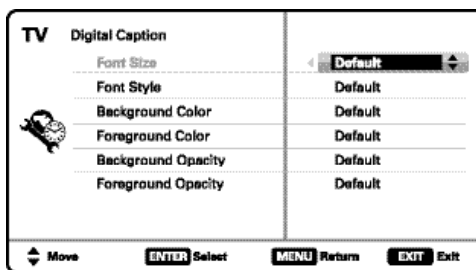 TV Digital Caption
Font Size Default
Font Style Default
Background Color Default
Foreground Color Default
Background Opacity Default
Foreground Opacity Default
Move ENTER Select MENU Return EXIT Exit